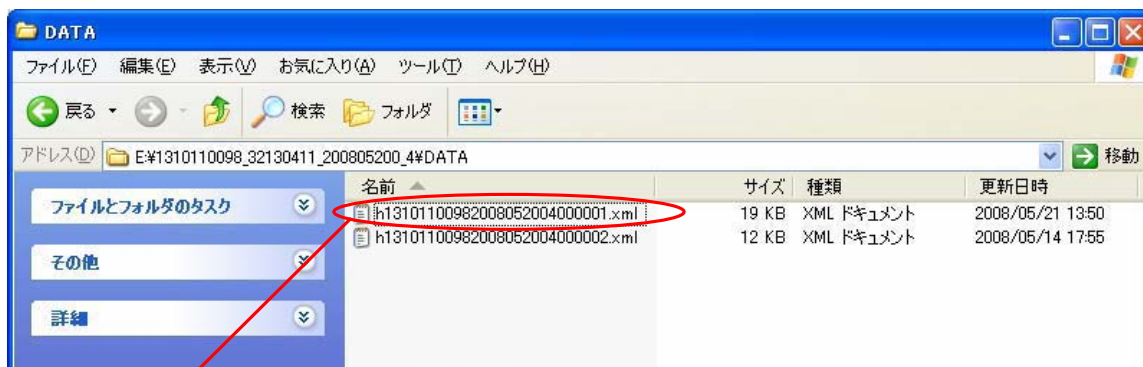 DATA
ファイル(F) 編集(E) 表示(V) お気に入り(A) ツール(T) ヘルプ(H)
戻る 検索 フォルダ
アドレス(D) E:¥1310110098_32130411_200805200_4¥DATA 移動
ファイルとフォルダのタスク
その他
詳細
名前 サイズ 種類 更新日時
h13101100982008052004000001.xml 19 KB XML ドキュメント 2008/05/21 13:50
h13101100982008052004000002.xml 12 KB XML ドキュメント 2008/05/14 17:55